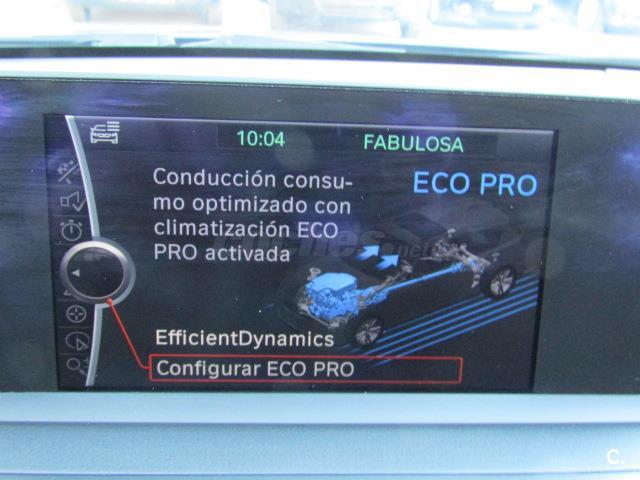 10:04 FABULOSA
Conducción consu- ECO PRO
mo optimizado con
climatización ECO
PRO activada
EfficientDynamics
Configurar ECO PRO
c.